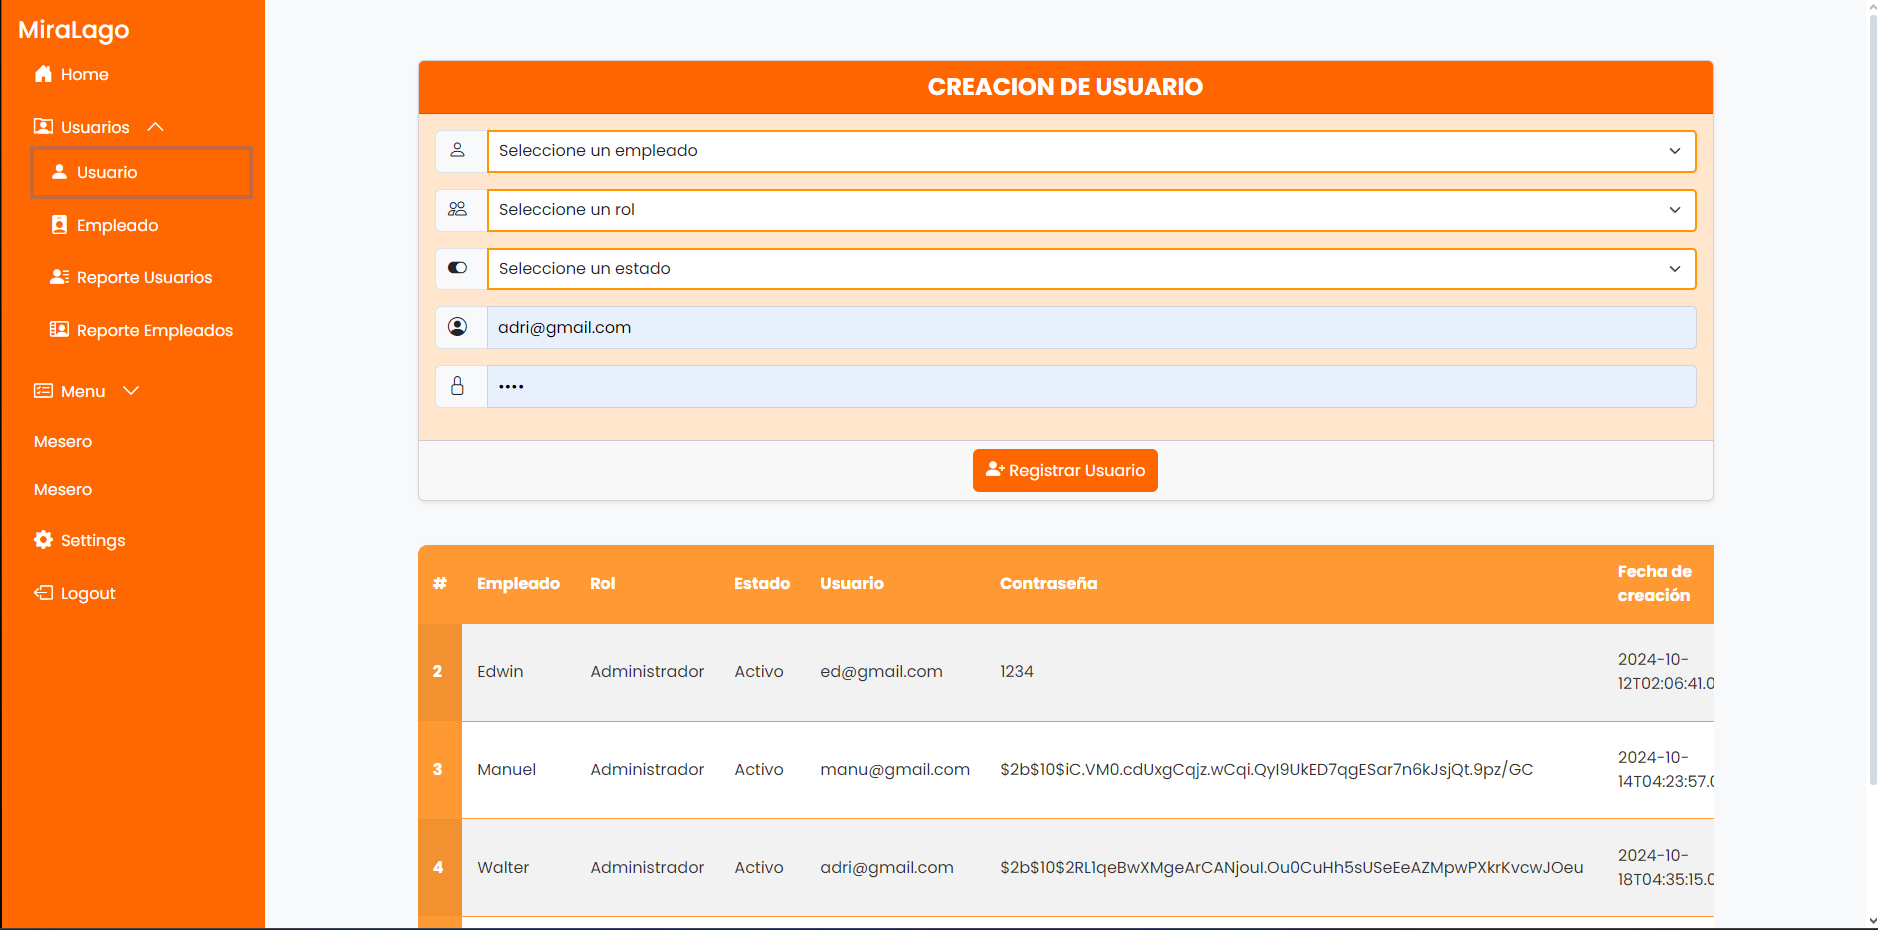 MiraLago
Home
Usuarios
Usuario
Empleado
Reporte Usuarios
Reporte Empleados
Menu
Mesero
Mesero
Settings
Logout
CREACION DE USUARIO
Seleccione un empleado
Seleccione un rol
Seleccione un estado
adri@gmail.com
••••
Registrar Usuario
# Empleado Rol Estado Usuario Contraseña Fecha de creación
2 Edwin Administrador Activo ed@gmail.com 1234 2024-10-
12T02:06:41.0
3 Manuel Administrador Activo manu@gmail.com $2b$10$iC.VM0.cdUxgCqjz.wCqi.QyI9UkED7qgESar7n6kJsjQt.9pz/GC 2024-10-
14T04:23:57.0
4 Walter Administrador Activo adri@gmail.com $2b$10$2RL1qeBwXMgeArCANjouI.Ou0CuHh5sUSeEeAZMpwPXkrKvcwJOeu 2024-10-
18T04:35:15.0